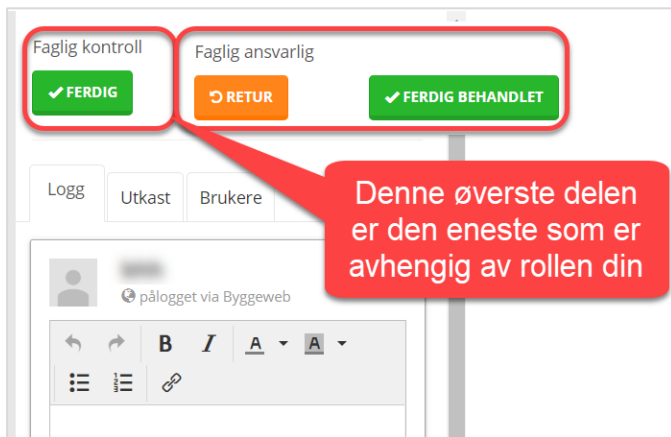 Faglig kontroll
Faglig ansvarlig
FERDIG
RETUR
FERDIG BEHANDLET
Logg
Utkast
Brukere
Denne øverste delen
er den eneste som er
avhengig av rollen din
pålogget via Byggeweb
B I A A